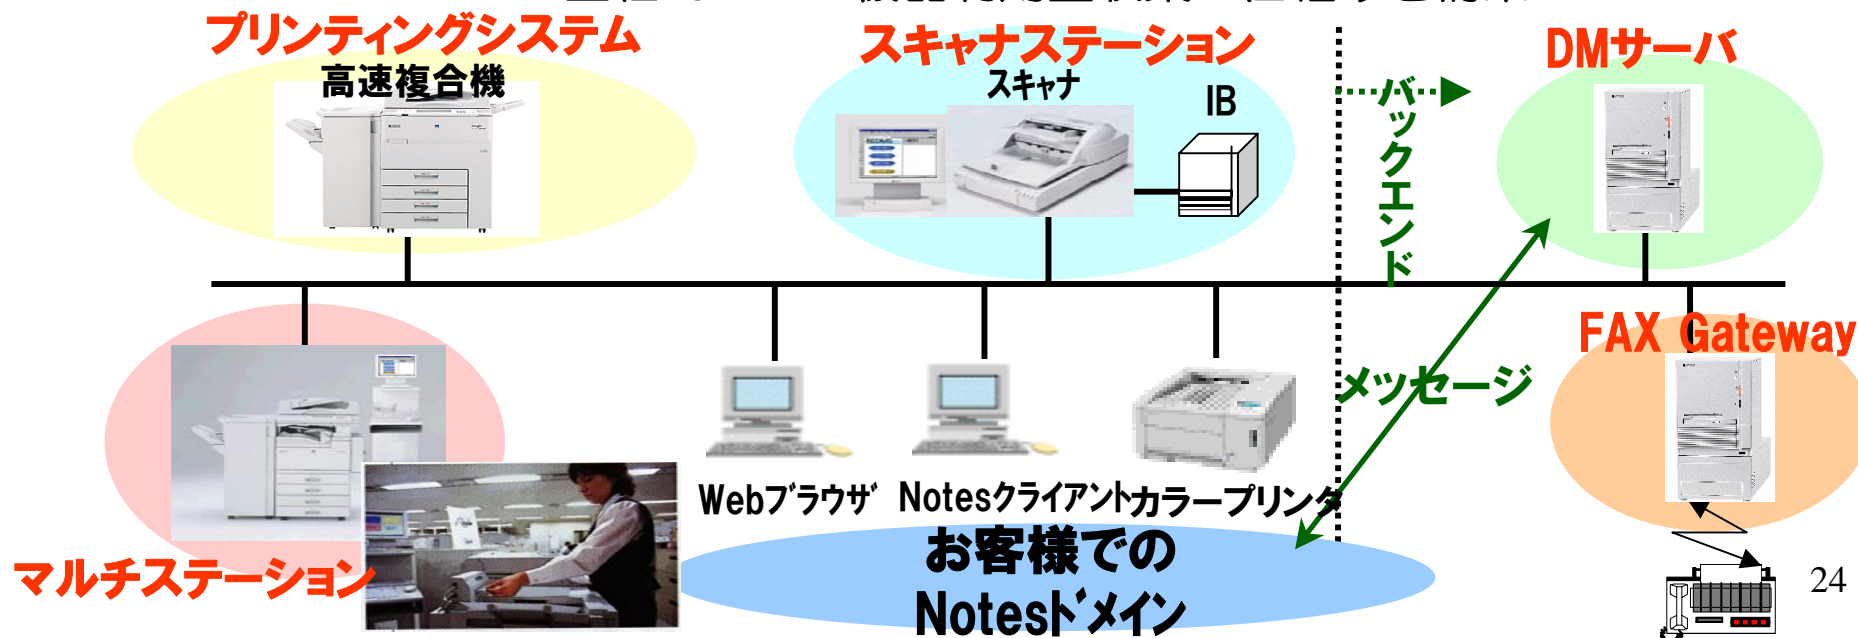 プリンティングシステム
高速複合機
スキャナステーション
スキャナ
IB
バックエンド
DMサーバ
FAX Gateway
メッセージ
Webブラウザ
Notesクライアント
カラープリンタ
マルチステーション
お客様での
Notesドメイン
24